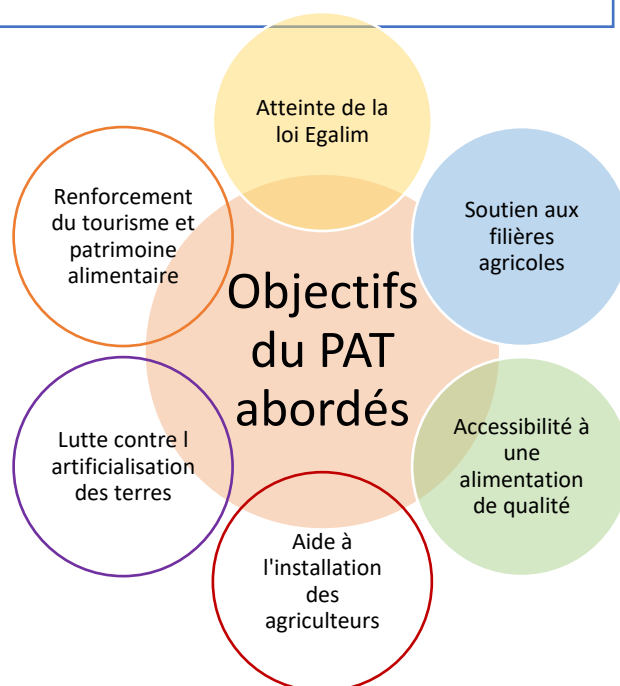 Atteinte de la
loi Egalim
Soutien aux
filières
agricoles
Accessibilité à
une
alimentation
de qualité
Aide à
l'installation
des
agriculteurs
Lutte contre l
artificialisation
des terres
Renforcement
du tourisme et
patrimoine
alimentaire
Objectifs
du PAT
abordés